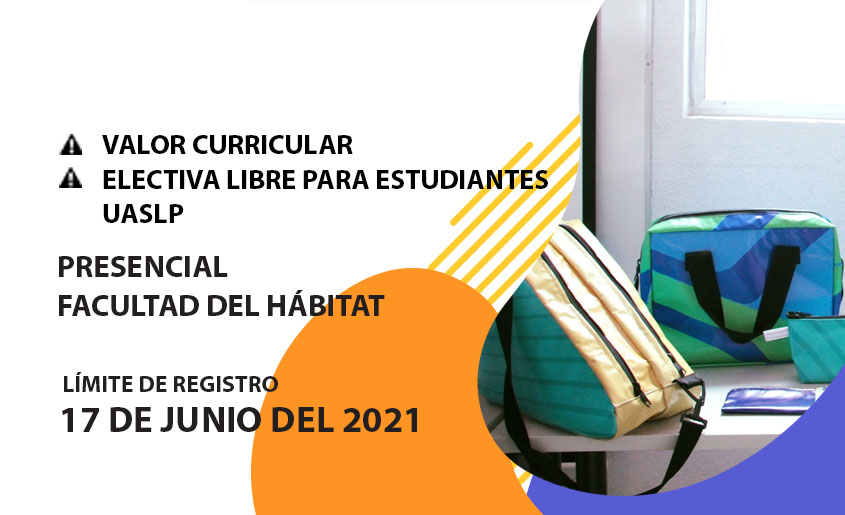 VALOR CURRICULAR
ELECTIVA LIBRE PARA ESTUDIANTES
UASLP
PRESENCIAL
FACULTAD DEL HÁBITAT
LÍMITE DE REGISTRO
17 DE JUNIO DEL 2021